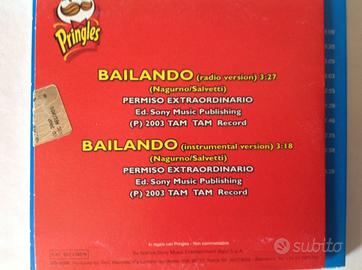 Pringles
BAILANDO (radio version) 3:27
(Nagurno/Salvetti)
PERMISO EXTRAORDINARIO
Ed. Sony Music Publishing
(P) 2003 TAM TAM Record
BAILANDO (instrumental version) 3:18
(Nagurno/Salvetti)
PERMISO EXTRAORDINARIO
Ed. Sony Music Publishing
(P) 2003 TAM TAM Record
In regalo con Pringles - Non commerciabile
subito